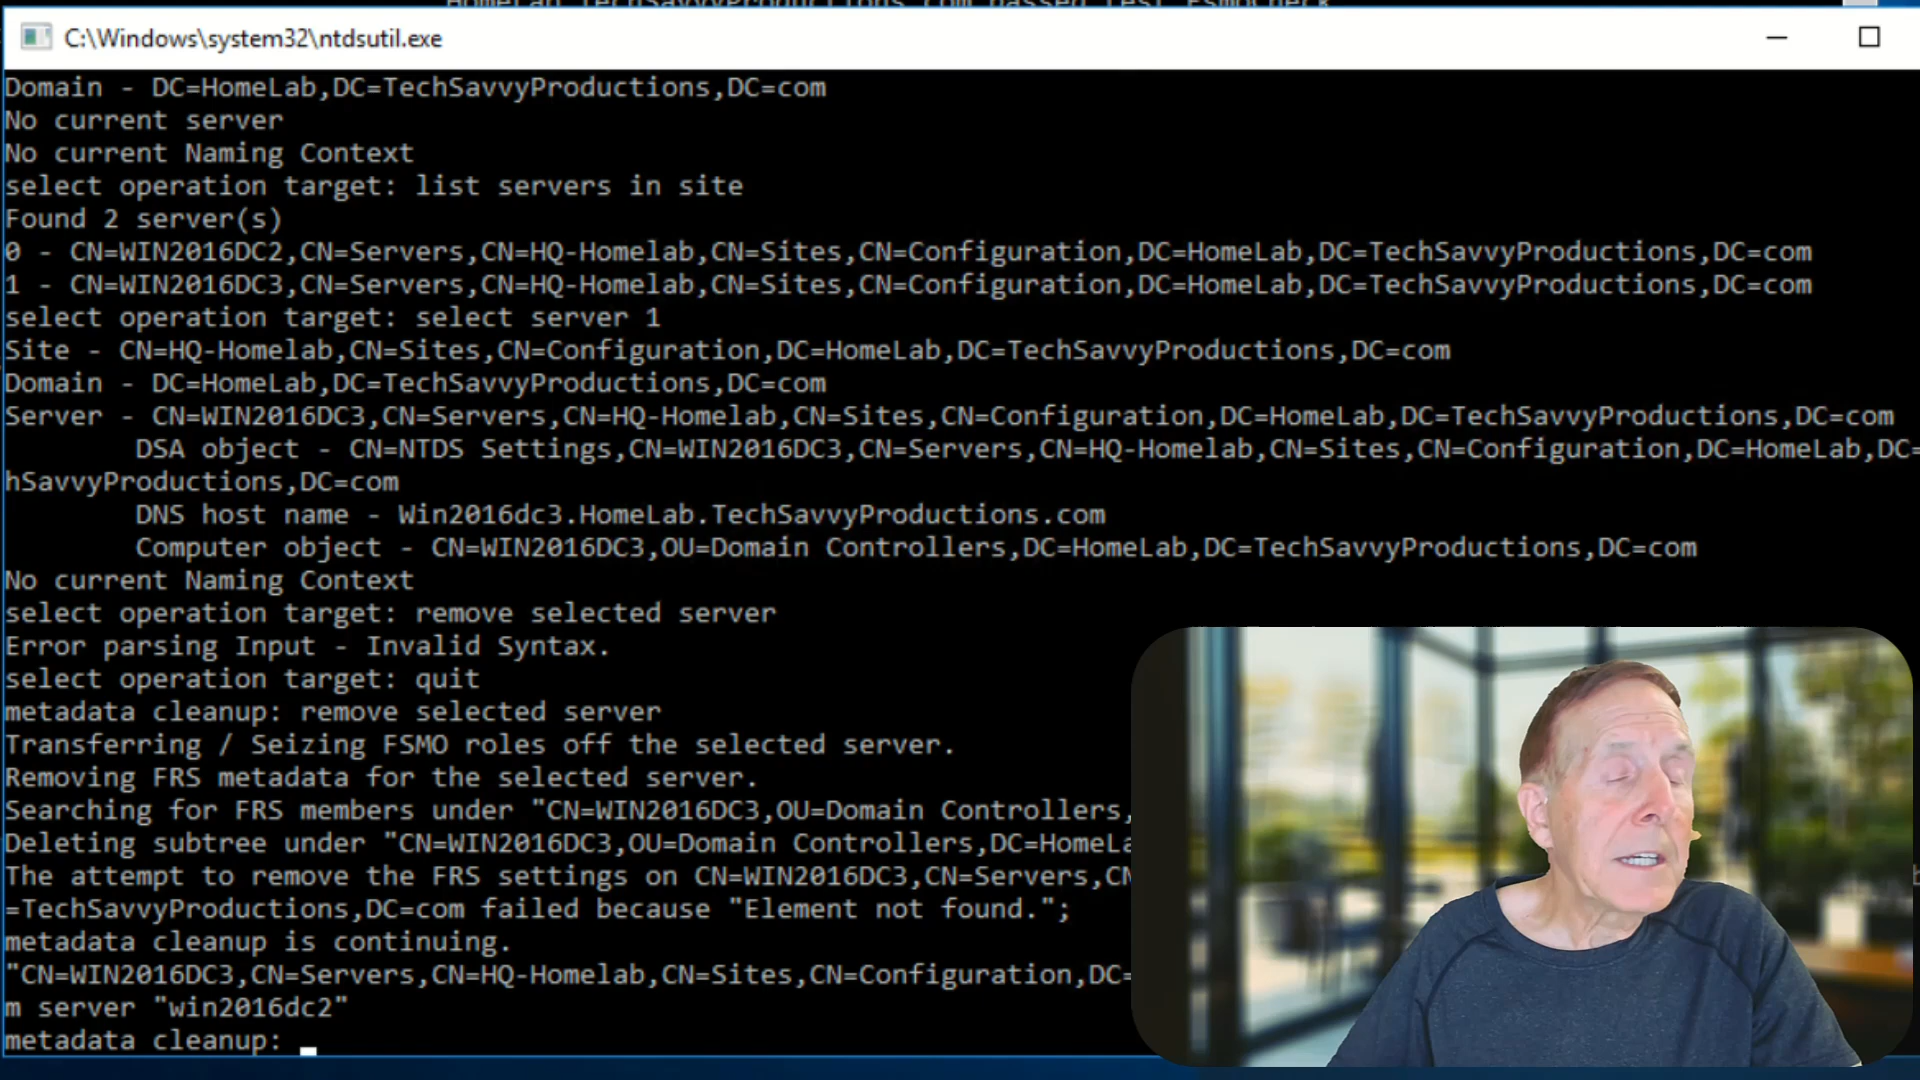 HomeLab.TechSavvyProductions.com passed test FsmoCheck
C:\Windows\system32\ntdsutil.exe
Domain - DC=HomeLab,DC=TechSavvyProductions,DC=com
No current server
No current Naming Context
select operation target: list servers in site
Found 2 server(s)
0 - CN=WIN2016DC2,CN=Servers,CN=HQ-Homelab,CN=Sites,CN=Configuration,DC=HomeLab,DC=TechSavvyProductions,DC=com
1 - CN=WIN2016DC3,CN=Servers,CN=HQ-Homelab,CN=Sites,CN=Configuration,DC=HomeLab,DC=TechSavvyProductions,DC=com
select operation target: select server 1
Site - CN=HQ-Homelab,CN=Sites,CN=Configuration,DC=HomeLab,DC=TechSavvyProductions,DC=com
Domain - DC=HomeLab,DC=TechSavvyProductions,DC=com
Server - CN=WIN2016DC3,CN=Servers,CN=HQ-Homelab,CN=Sites,CN=Configuration,DC=HomeLab,DC=TechSavvyProductions,DC=com
DSA object - CN=NTDS Settings,CN=WIN2016DC3,CN=Servers,CN=HQ-Homelab,CN=Sites,CN=Configuration,DC=HomeLab,DC=
hSavvyProductions,DC=com
DNS host name - Win2016dc3.HomeLab.TechSavvyProductions.com
Computer object - CN=WIN2016DC3,OU=Domain Controllers,DC=HomeLab,DC=TechSavvyProductions,DC=com
No current Naming Context
select operation target: remove selected server
Error parsing Input - Invalid Syntax.
select operation target: quit
metadata cleanup: remove selected server
Transferring / Seizing FSMO roles off the selected server.
Removing FRS metadata for the selected server.
Searching for FRS members under "CN=WIN2016DC3,OU=Domain Controllers,
Deleting subtree under "CN=WIN2016DC3,OU=Domain Controllers,DC=HomeLa
The attempt to remove the FRS settings on CN=WIN2016DC3,CN=Servers,CN
=TechSavvyProductions,DC=com failed because "Element not found.";
metadata cleanup is continuing.
"CN=WIN2016DC3,CN=Servers,CN=HQ-Homelab,CN=Sites,CN=Configuration,DC=
m server "win2016dc2"
metadata cleanup: